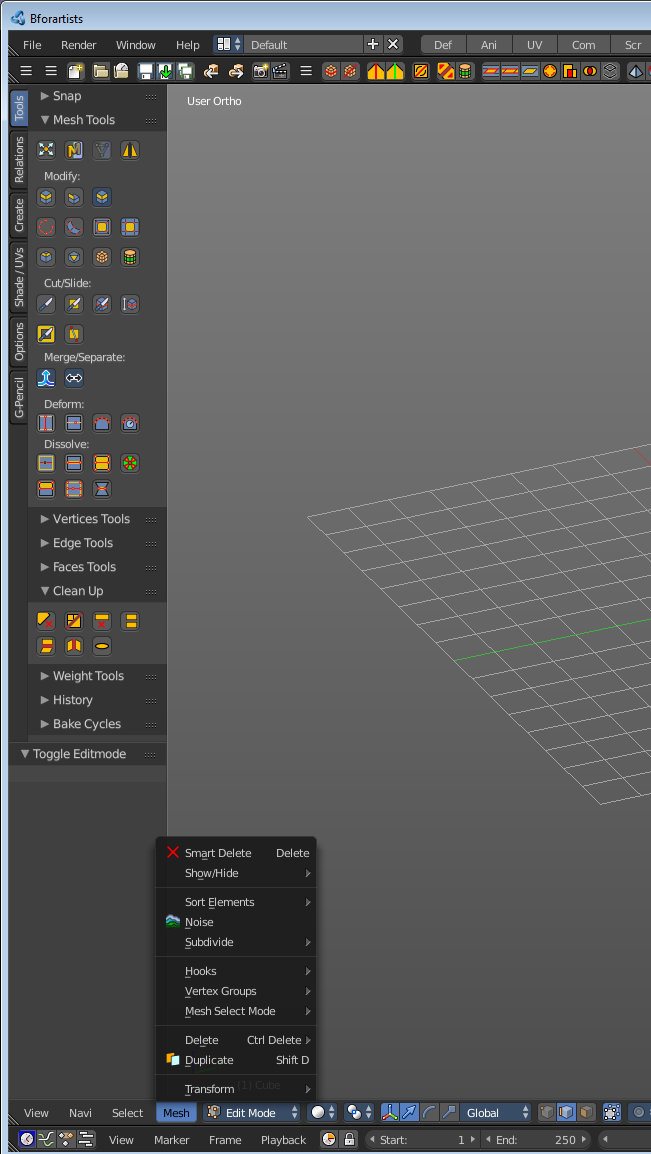 Bforartists
File Render Window Help Default Def Ani UV Com Scr
Tools
Relations
Create
Shade / UVs
Options
G-Pencil
Snap
Mesh Tools
Modify:
Cut/Slide:
Merge/Separate:
Deform:
Dissolve:
Vertices Tools
Edge Tools
Faces Tools
Clean Up
Weight Tools
History
Bake Cycles
Toggle Editmode
User Ortho
Smart Delete Delete
Show/Hide
Sort Elements
Noise
Subdivide
Hooks
Vertex Groups
Mesh Select Mode
Delete Ctrl Delete
Duplicate Shift D
Transform
(1) Cube
View Navi Select Mesh Edit Mode Global
View Marker Frame Playback Start: 1 End: 250